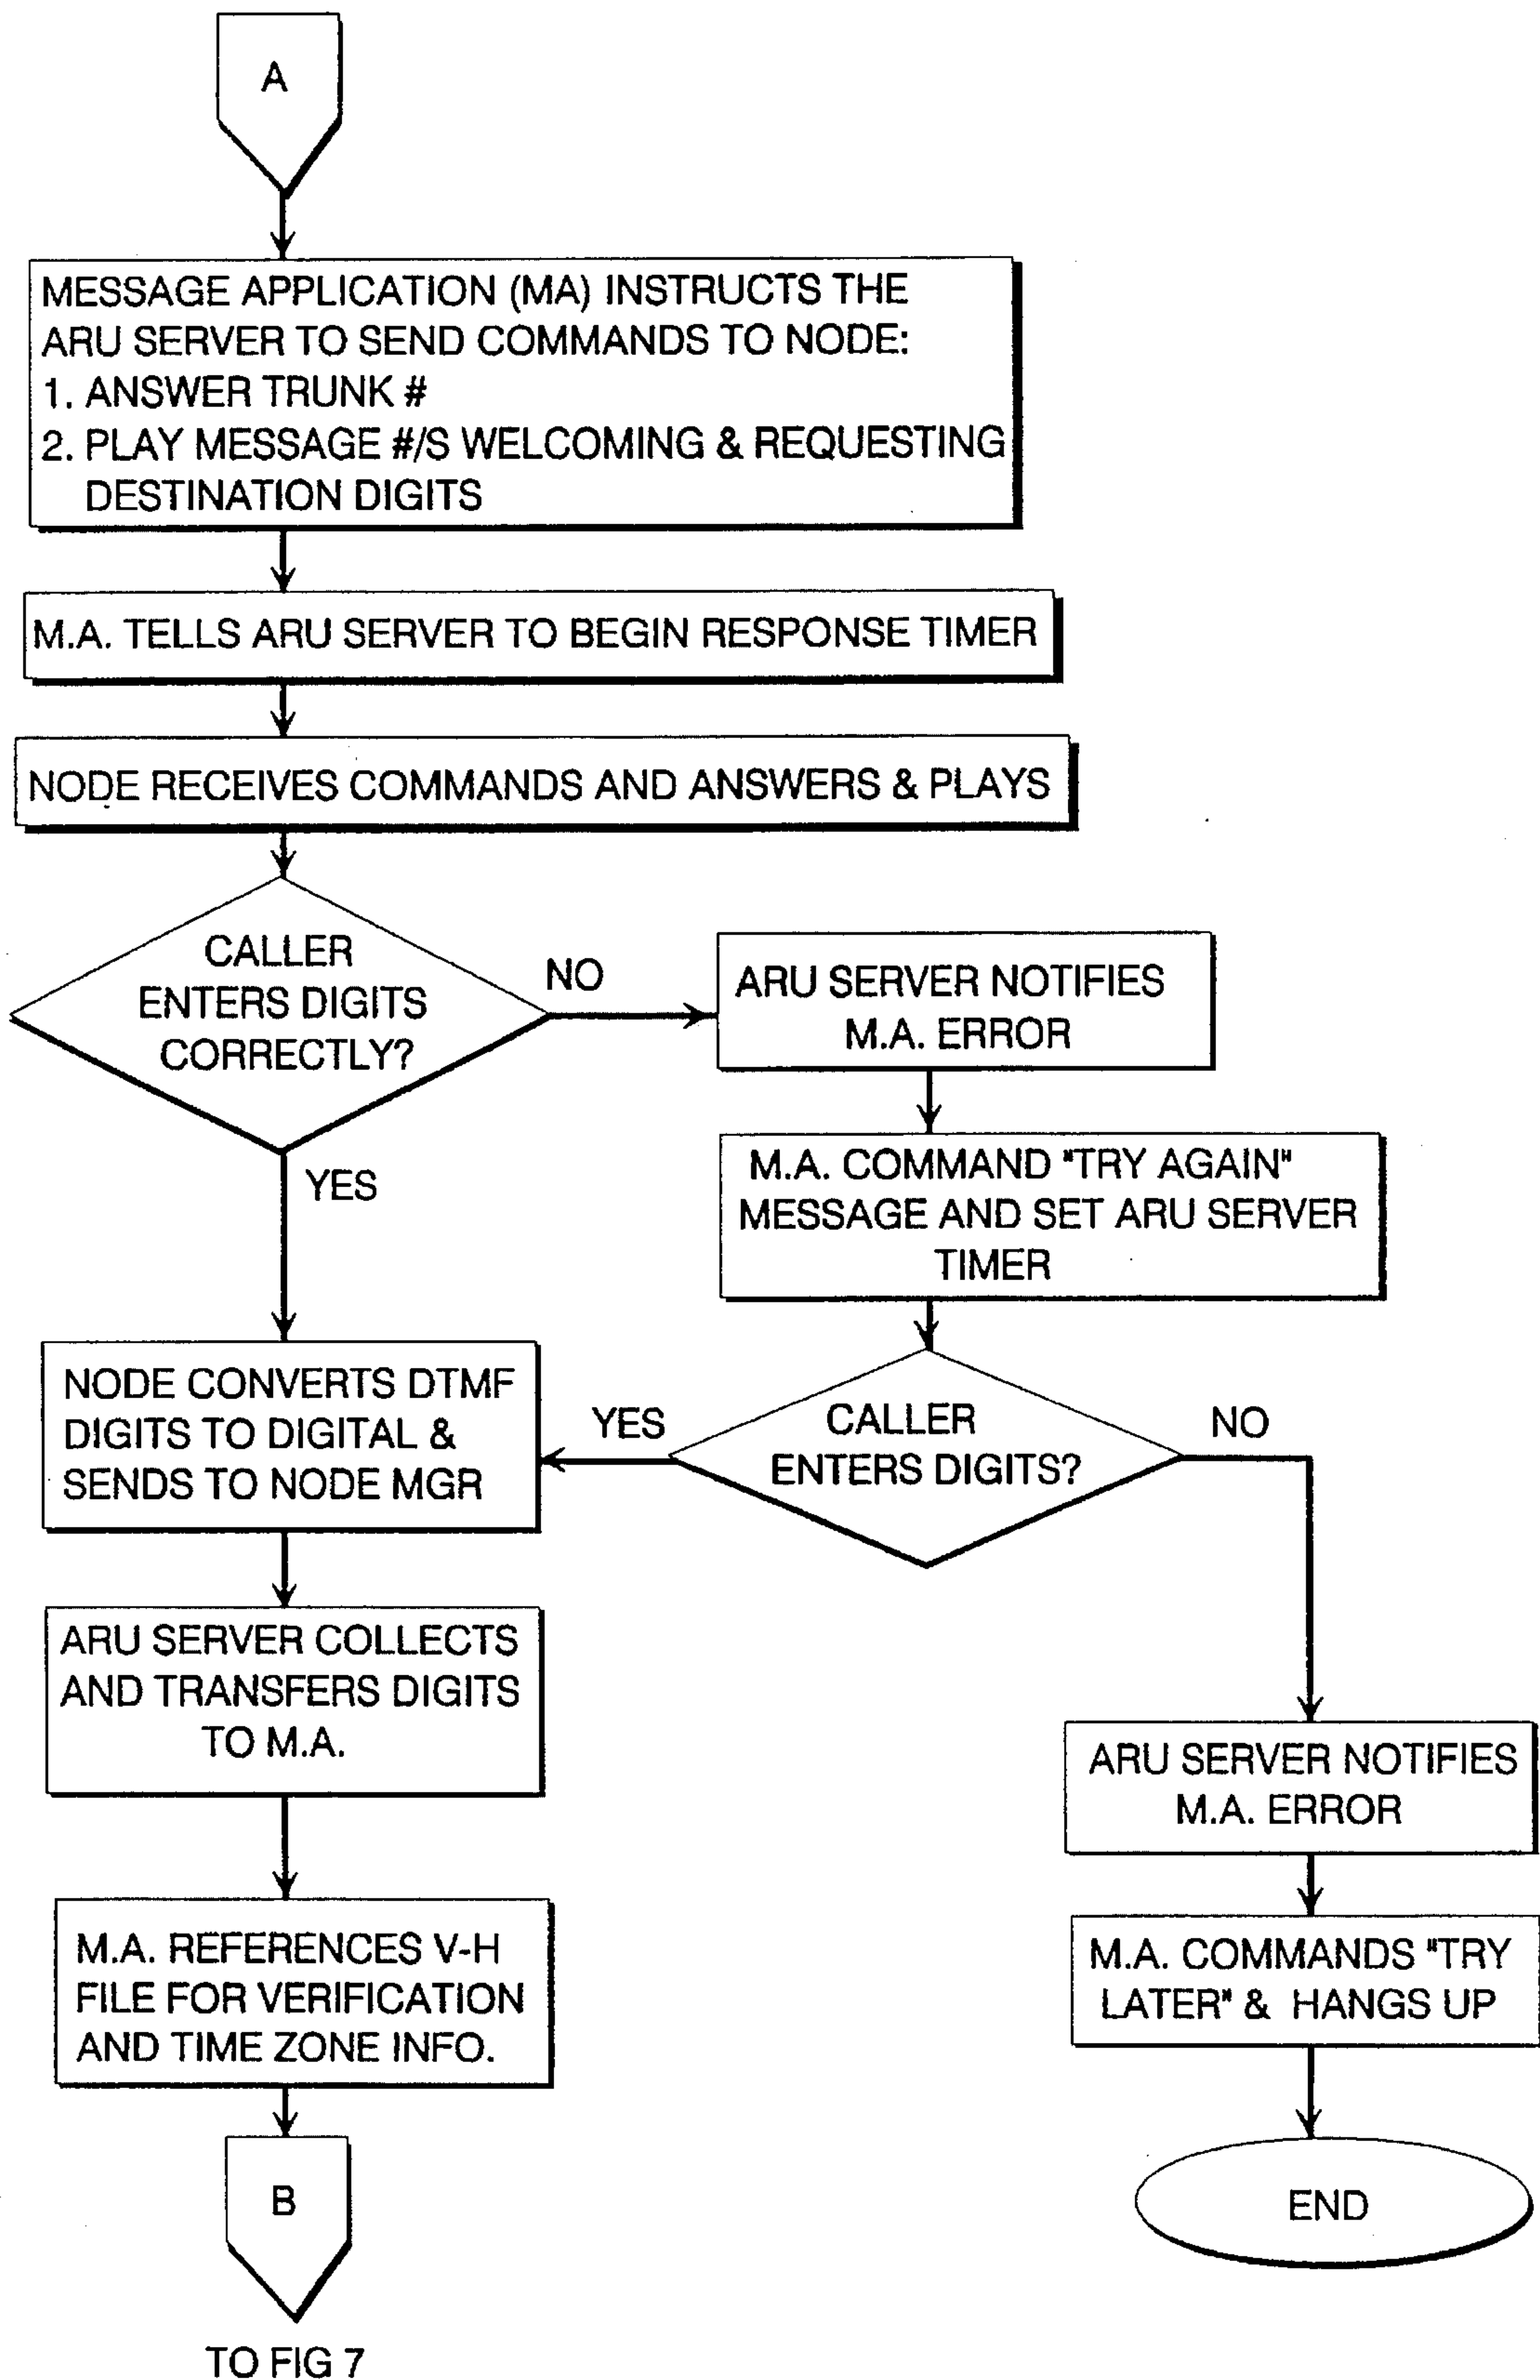 A
MESSAGE APPLICATION (MA) INSTRUCTS THE
ARU SERVER TO SEND COMMANDS TO NODE:
1. ANSWER TRUNK #
2. PLAY MESSAGE #/S WELCOMING & REQUESTING
DESTINATION DIGITS
M.A. TELLS ARU SERVER TO BEGIN RESPONSE TIMER
NODE RECEIVES COMMANDS AND ANSWERS & PLAYS
CALLER
ENTERS DIGITS
CORRECTLY?
NO
ARU SERVER NOTIFIES
M.A. ERROR
YES
M.A. COMMAND "TRY AGAIN"
MESSAGE AND SET ARU SERVER
TIMER
NODE CONVERTS DTMF
DIGITS TO DIGITAL &
SENDS TO NODE MGR
YES
CALLER
ENTERS DIGITS?
NO
ARU SERVER COLLECTS
AND TRANSFERS DIGITS
TO M.A.
ARU SERVER NOTIFIES
M.A. ERROR
M.A. REFERENCES V-H
FILE FOR VERIFICATION
AND TIME ZONE INFO.
M.A. COMMANDS "TRY
LATER" & HANGS UP
B
END
TO FIG 7